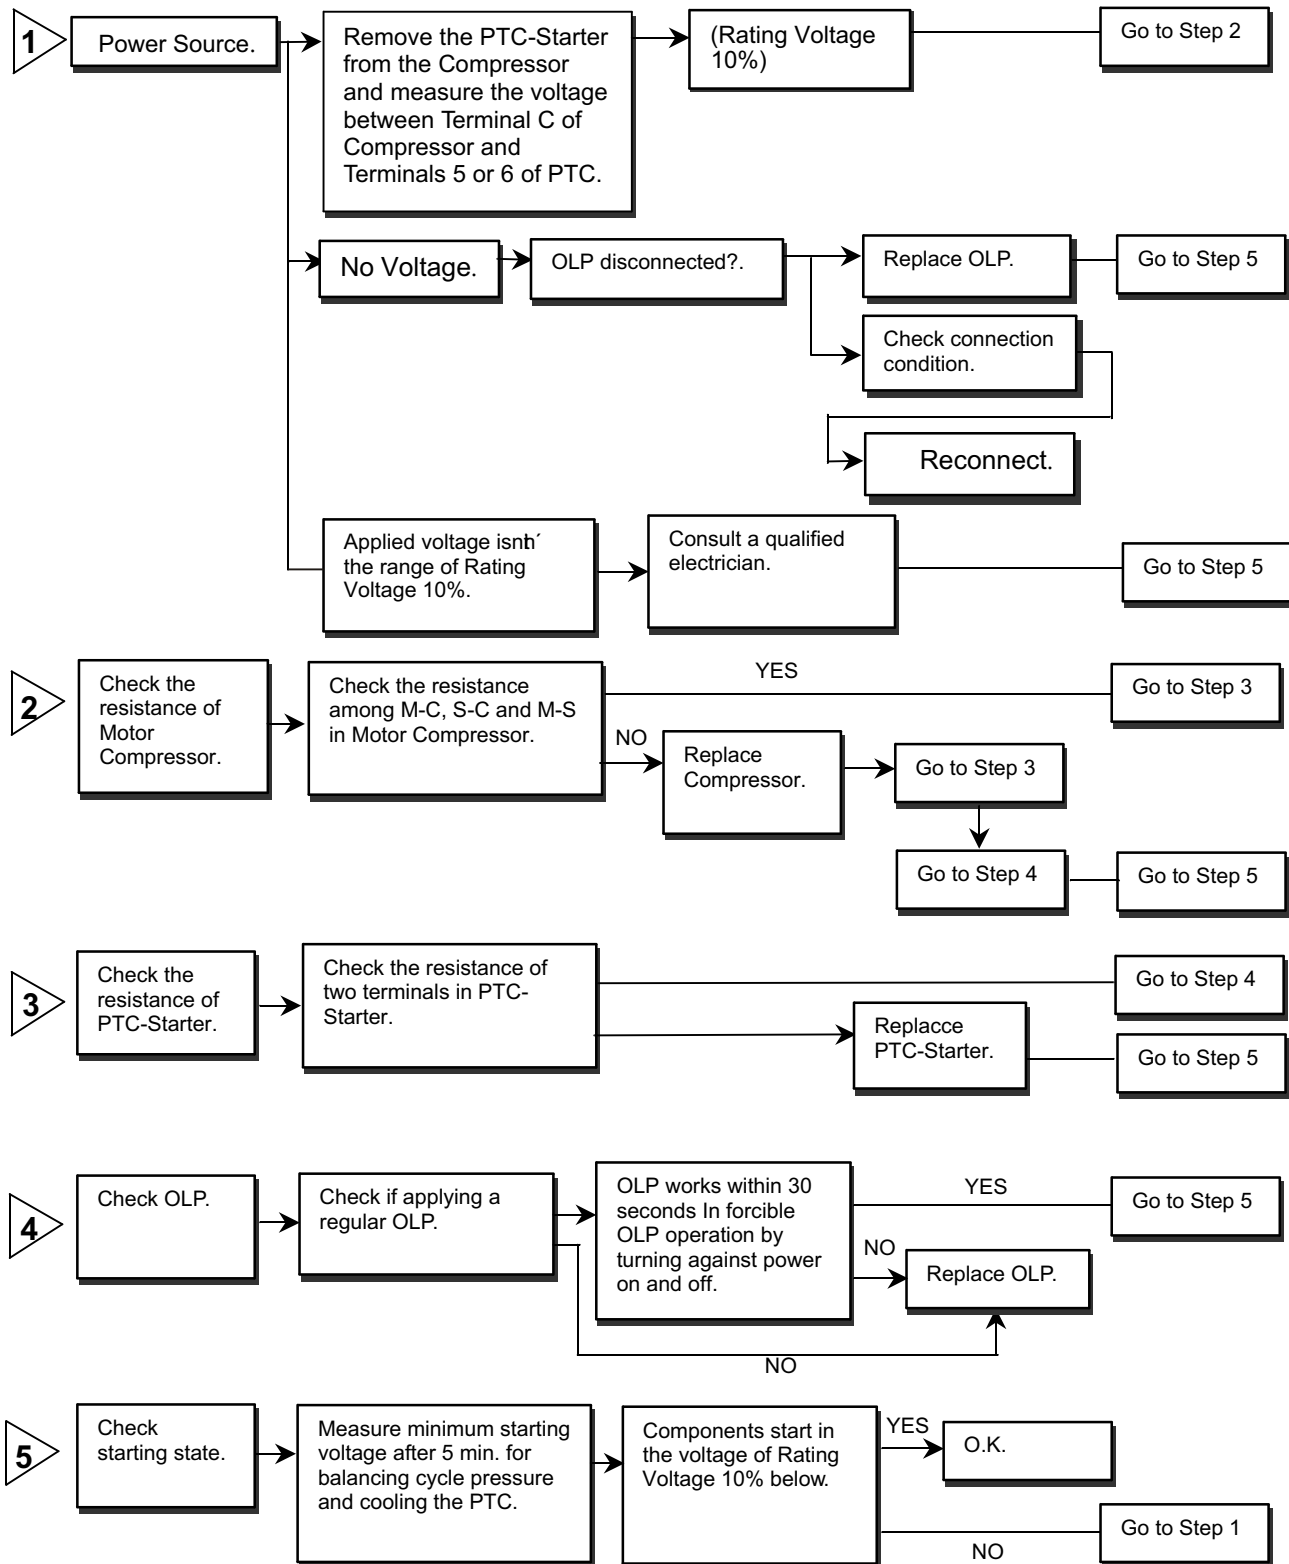 1
Power Source.
Remove the PTC-Starter
from the Compressor
and measure the voltage
between Terminal C of
Compressor and
Terminals 5 or 6 of PTC.
(Rating Voltage
10%)
Go to Step 2
No Voltage.
OLP disconnected?.
Replace OLP.
Go to Step 5
Check connection
condition.
Reconnect.
Applied voltage isn
the range of Rating
Voltage 10%.
Consult a qualified
electrician.
Go to Step 5
2
Check the
resistance of
Motor
Compressor.
Check the resistance
among M-C, S-C and M-S
in Motor Compressor.
YES
Go to Step 3
NO
Replace
Compressor.
Go to Step 3
Go to Step 4
Go to Step 5
3
Check the
resistance of
PTC-Starter.
Check the resistance of
two terminals in PTC-
Starter.
Go to Step 4
Replacce
PTC-Starter.
Go to Step 5
4
Check OLP.
Check if applying a
regular OLP.
OLP works within 30
seconds In forcible
OLP operation by
turning against power
on and off.
YES
Go to Step 5
NO
Replace OLP.
NO
5
Check
starting state.
Measure minimum starting
voltage after 5 min. for
balancing cycle pressure
and cooling the PTC.
Components start in
the voltage of Rating
Voltage 10% below.
YES
O.K.
NO
Go to Step 1